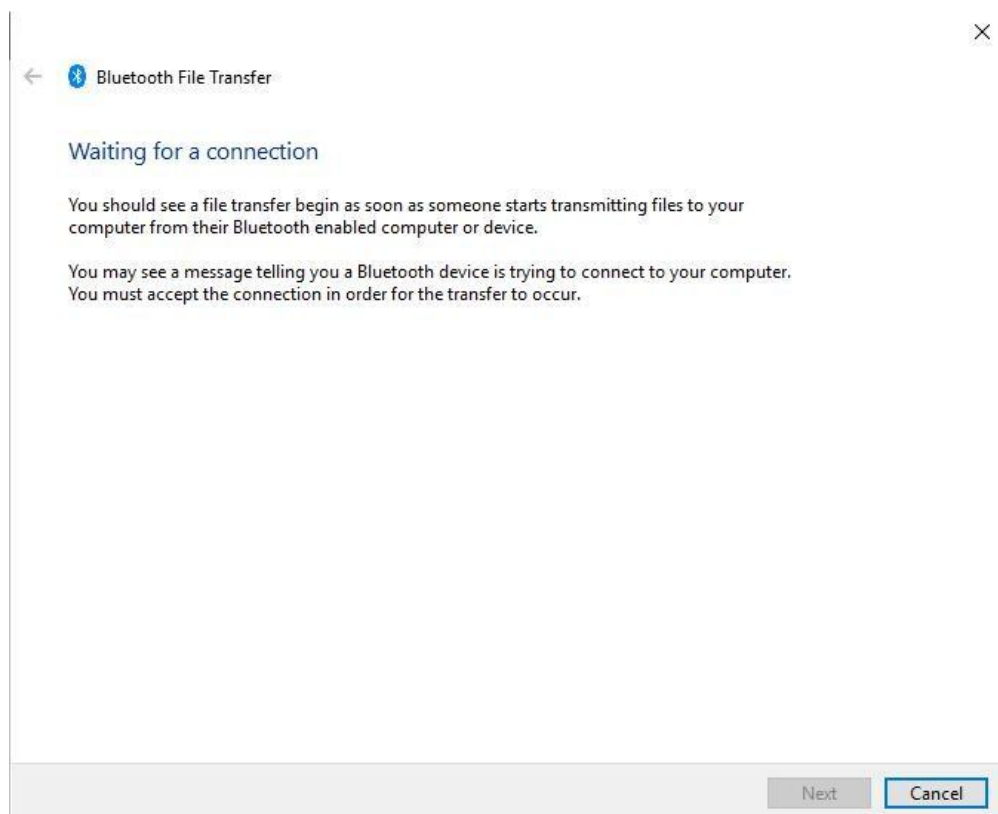 Bluetooth File Transfer
Waiting for a connection
You should see a file transfer begin as soon as someone starts transmitting files to your
computer from their Bluetooth enabled computer or device.
You may see a message telling you a Bluetooth device is trying to connect to your computer.
You must accept the connection in order for the transfer to occur.
Next
Cancel